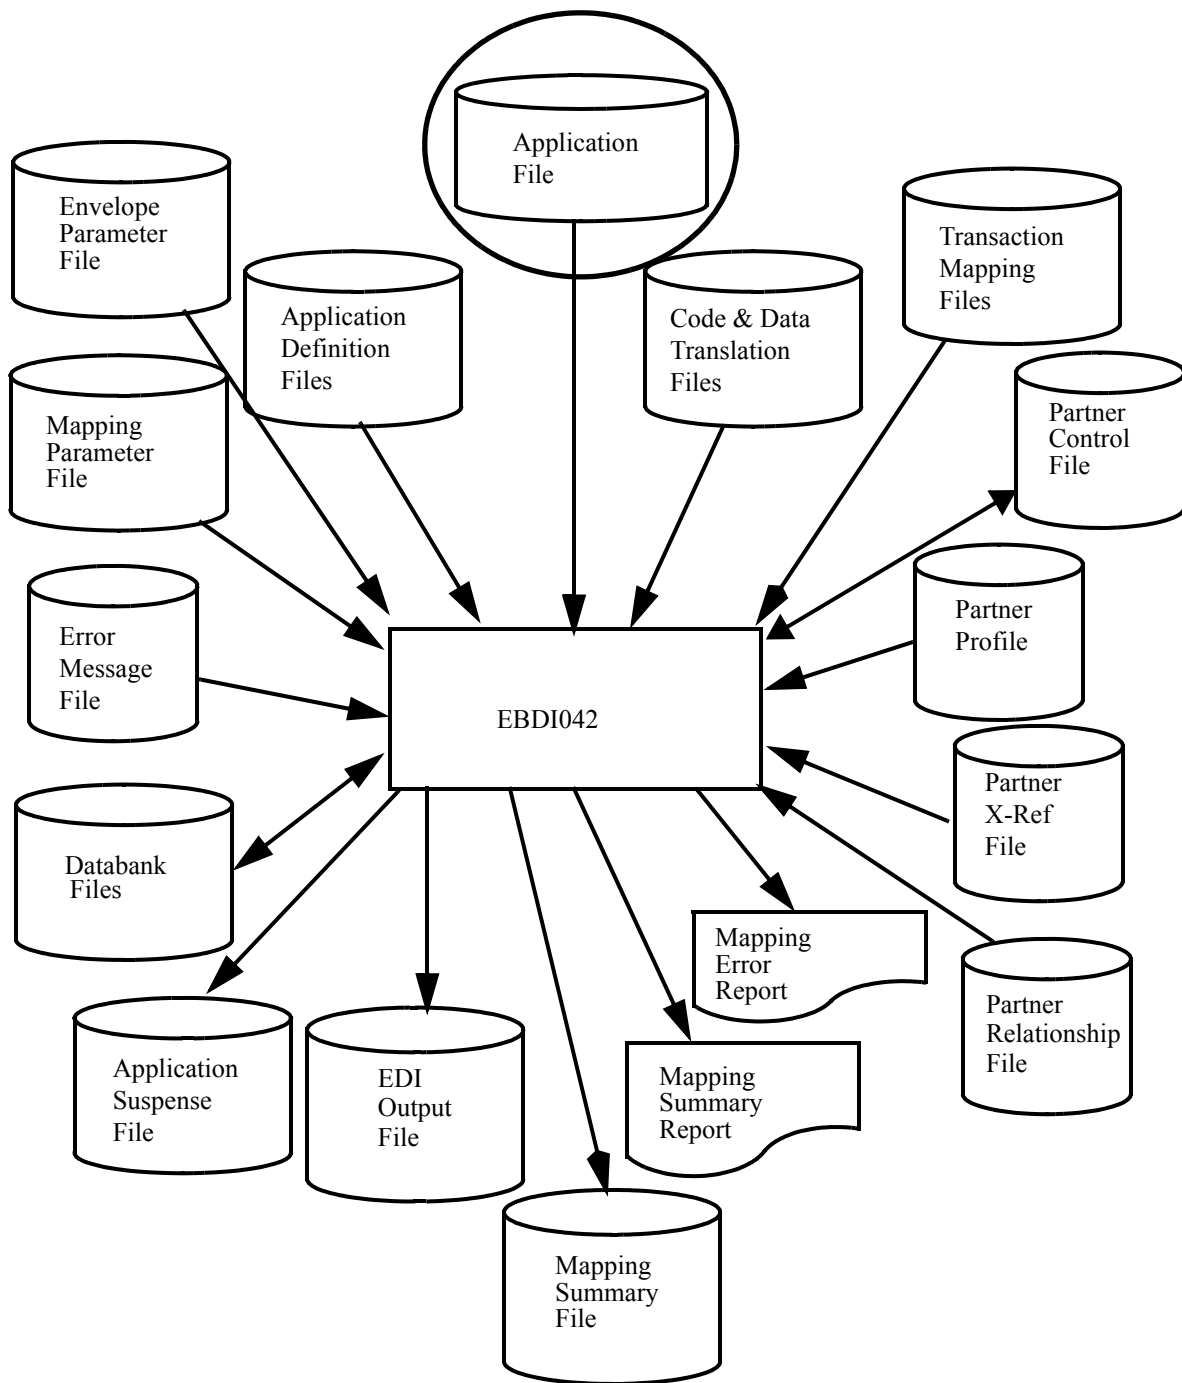 Application
File
Envelope
Parameter
File
Transaction
Mapping
Files
Application
Definition
Files
Code & Data
Translation
Files
Mapping
Parameter
File
Partner
Control
File
Error
Message
File
Partner
Profile
EBDI042
Partner
X-Ref
File
Databank
Files
Mapping
Error
Report
Partner
Relationship
File
Application
Suspense
File
EDI
Output
File
Mapping
Summary
Report
Mapping
Summary
File